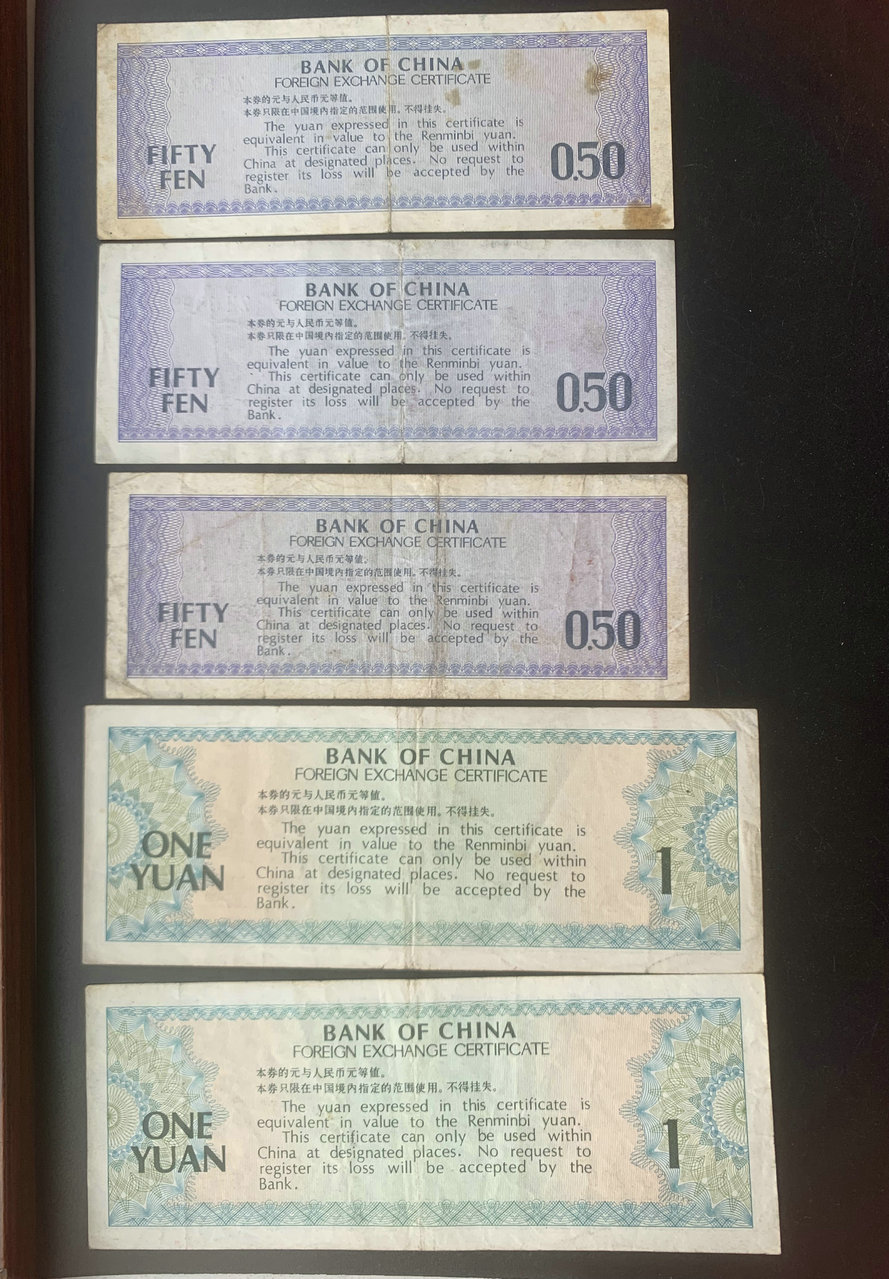 BANK OF CHINA
FOREIGN EXCHANGE CERTIFICATE
本券的元与人民币元等值。
本券只限在中国境内指定的范围使用。不得挂失。
The yuan expressed in this certificate is
equivalent in value to the Renminbi yuan.
This certificate can only be used within
China at designated places. No request to
register its loss will be accepted by the
Bank.
FIFTY
FEN
0.50
BANK OF CHINA
FOREIGN EXCHANGE CERTIFICATE
本券的元与人民币元等值。
本券只限在中国境内指定的范围使用。不得挂失。
The yuan expressed in this certificate is
equivalent in value to the Renminbi yuan.
This certificate can only be used within
China at designated places. No request to
register its loss will be accepted by the
Bank.
FIFTY
FEN
0.50
BANK OF CHINA
FOREIGN EXCHANGE CERTIFICATE
本券的元与人民币元等值。
本券只限在中国境内指定的范围使用。不得挂失。
The yuan expressed in this certificate is
equivalent in value to the Renminbi yuan.
This certificate can only be used within
China at designated places. No request to
register its loss will be accepted by the
Bank.
FIFTY
FEN
0.50
BANK OF CHINA
FOREIGN EXCHANGE CERTIFICATE
本券的元与人民币元等值。
本券只限在中国境内指定的范围使用。不得挂失。
The yuan expressed in this certificate is
equivalent in value to the Renminbi yuan.
This certificate can only be used within
China at designated places. No request to
register its loss will be accepted by the
Bank.
ONE
YUAN
1
BANK OF CHINA
FOREIGN EXCHANGE CERTIFICATE
本券的元与人民币元等值。
本券只限在中国境内指定的范围使用。不得挂失。
The yuan expressed in this certificate is
equivalent in value to the Renminbi yuan.
This certificate can only be used within
China at designated places. No request to
register its loss will be accepted by the
Bank.
ONE
YUAN
1